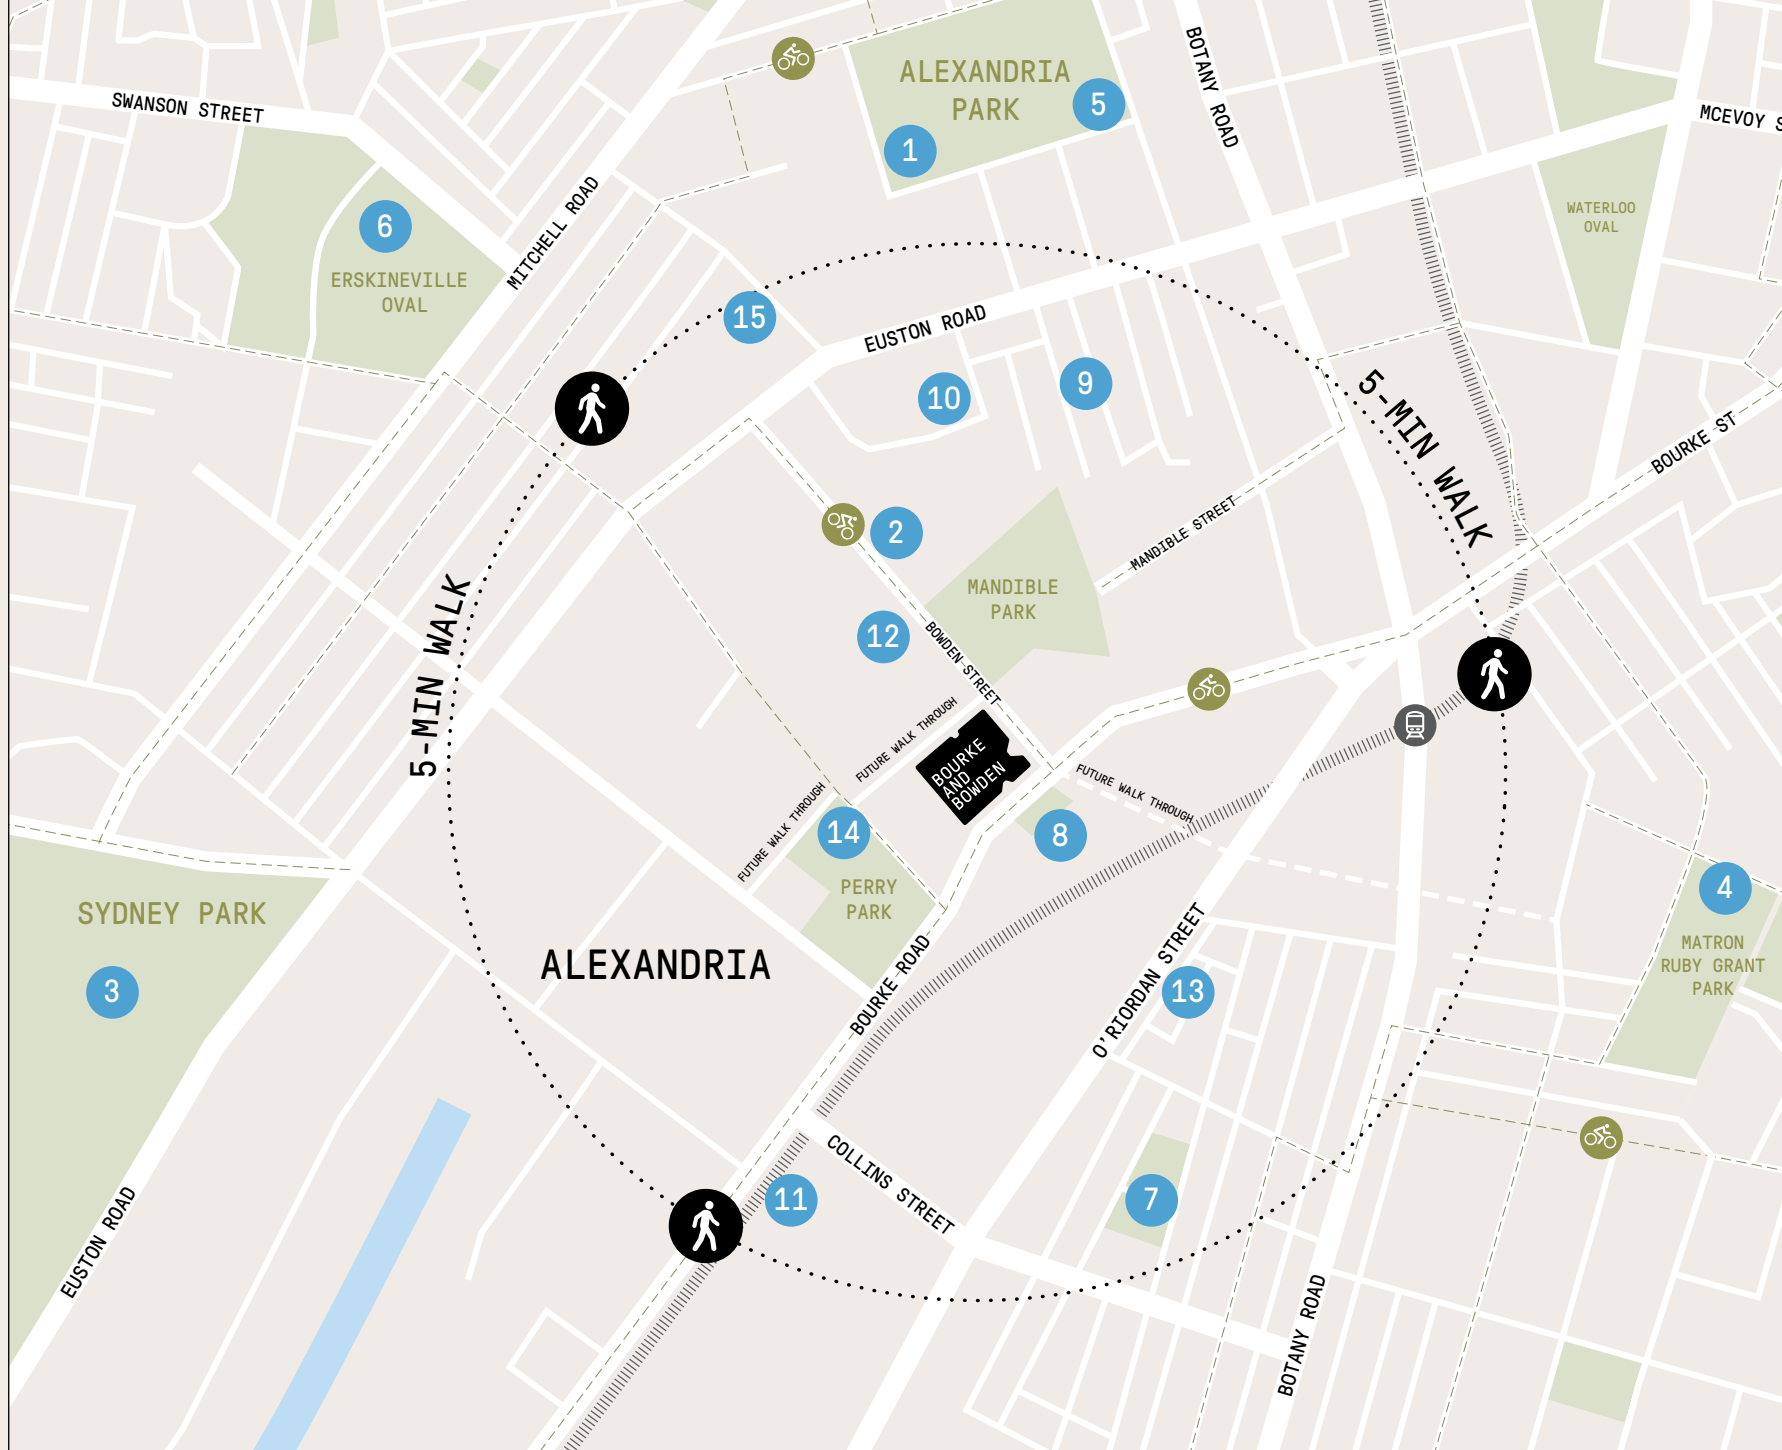 ALEXANDRIA
PARK
5
1
BOTANY ROAD
SWANSON STREET
MCEVOY S
6
ERSKINEVILLE
OVAL
MITCHELL ROAD
WATERLOO
OVAL
15
EUSTON ROAD
10
9
5-MIN WALK
BOURKE ST
2
MANDIBLE STREET
MANDIBLE
PARK
12
BOWDEN STREET
5-MIN WALK
FUTURE WALK THROUGH
BOURKE
AND
BOWDEN
FUTURE WALK THROUGH
FUTURE WALK THROUGH
14
8
PERRY
PARK
4
SYDNEY PARK
MATRON
RUBY GRANT
PARK
ALEXANDRIA
3
BOURKE ROAD
O'RIORDAN STREET
13
COLLINS STREET
11
7
EUSTON ROAD
BOTANY ROAD